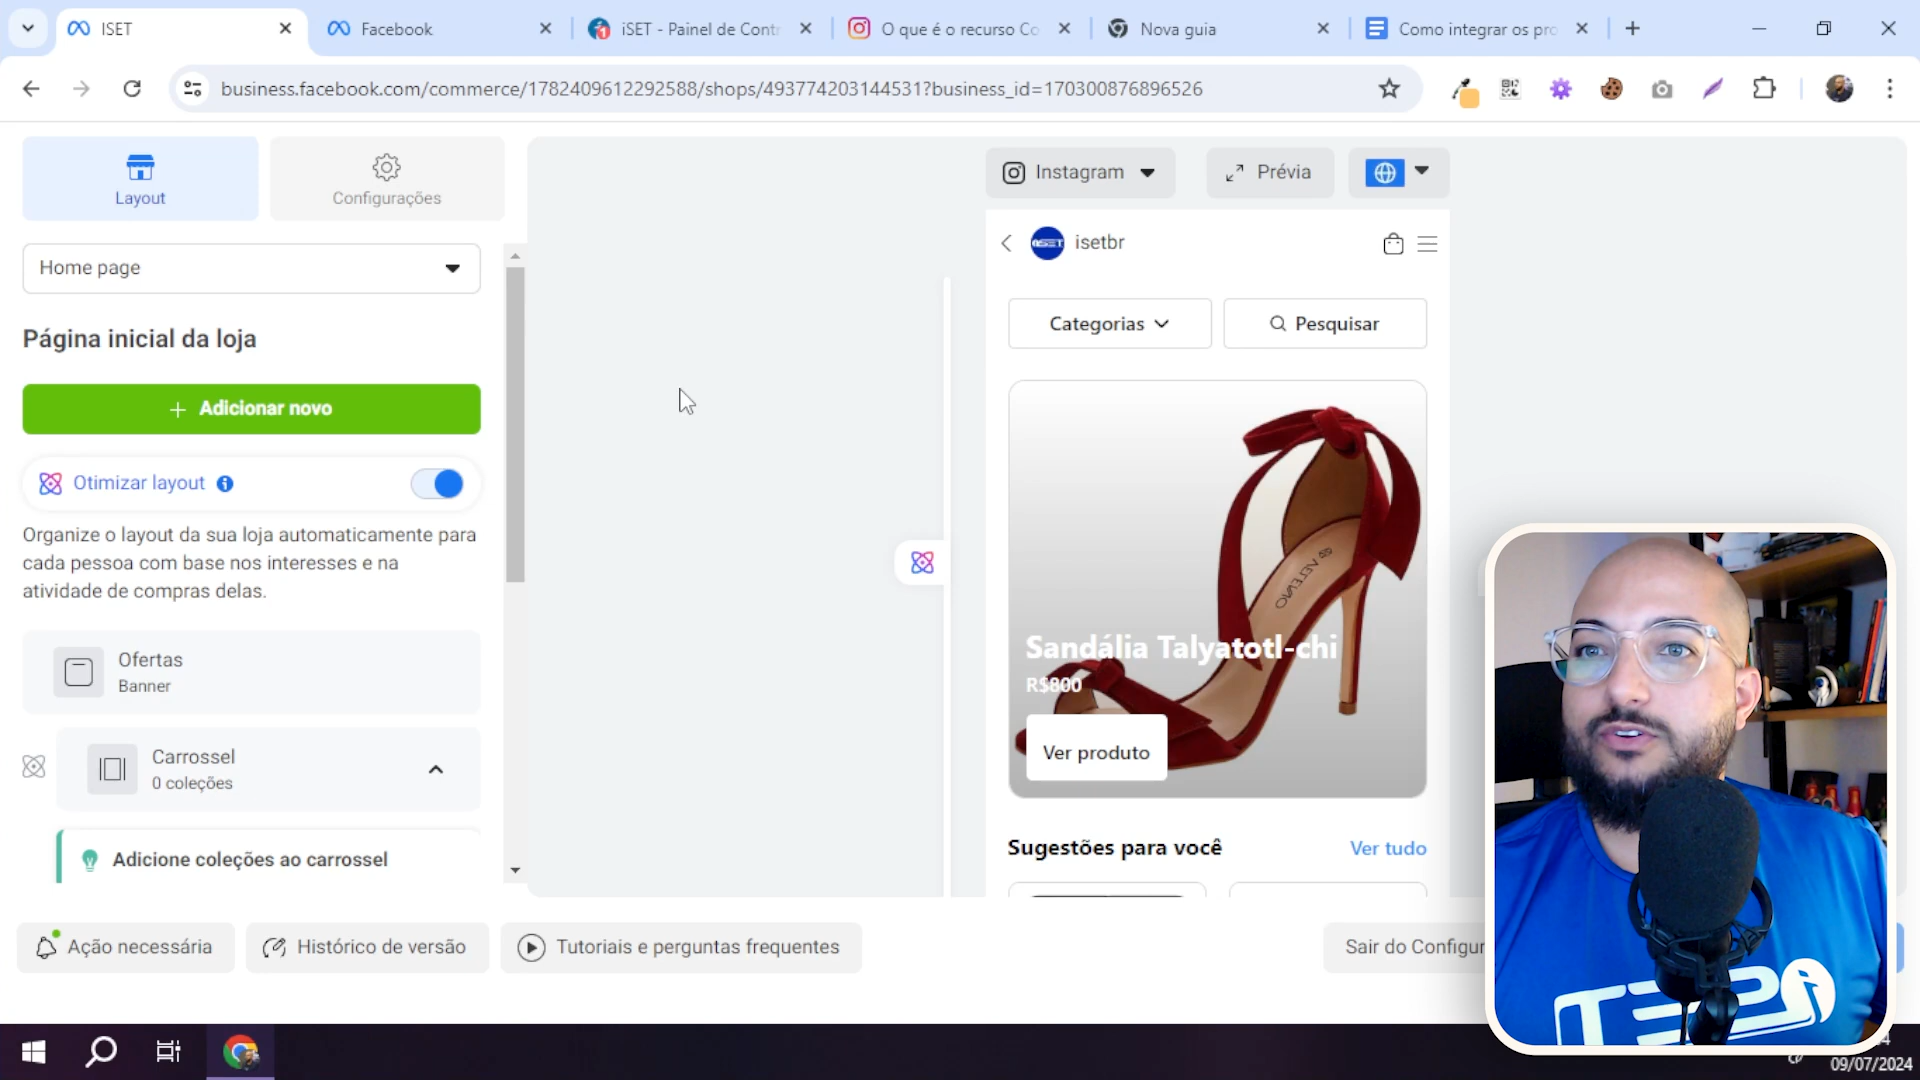 ISET
Facebook
iSET - Painel de Contr
O que é o recurso Co
Nova guia
Como integrar os pro
business.facebook.com/commerce/1782409612292588/shops/493774203144531?business_id=170300876896526
Layout
Configurações
Home page
Página inicial da loja
+ Adicionar novo
Otimizar layout
Organize o layout da sua loja automaticamente para
cada pessoa com base nos interesses e na
atividade de compras delas.
Ofertas
Banner
Carrossel
0 coleções
Adicione coleções ao carrossel
Instagram
Prévia
iSET
isetbr
Categorias
Pesquisar
Sandália Talyatotl-chi
R$800
Ver produto
Sugestões para você
Ver tudo
Ação necessária
Histórico de versão
Tutoriais e perguntas frequentes
Sair do Configur
09/07/2024